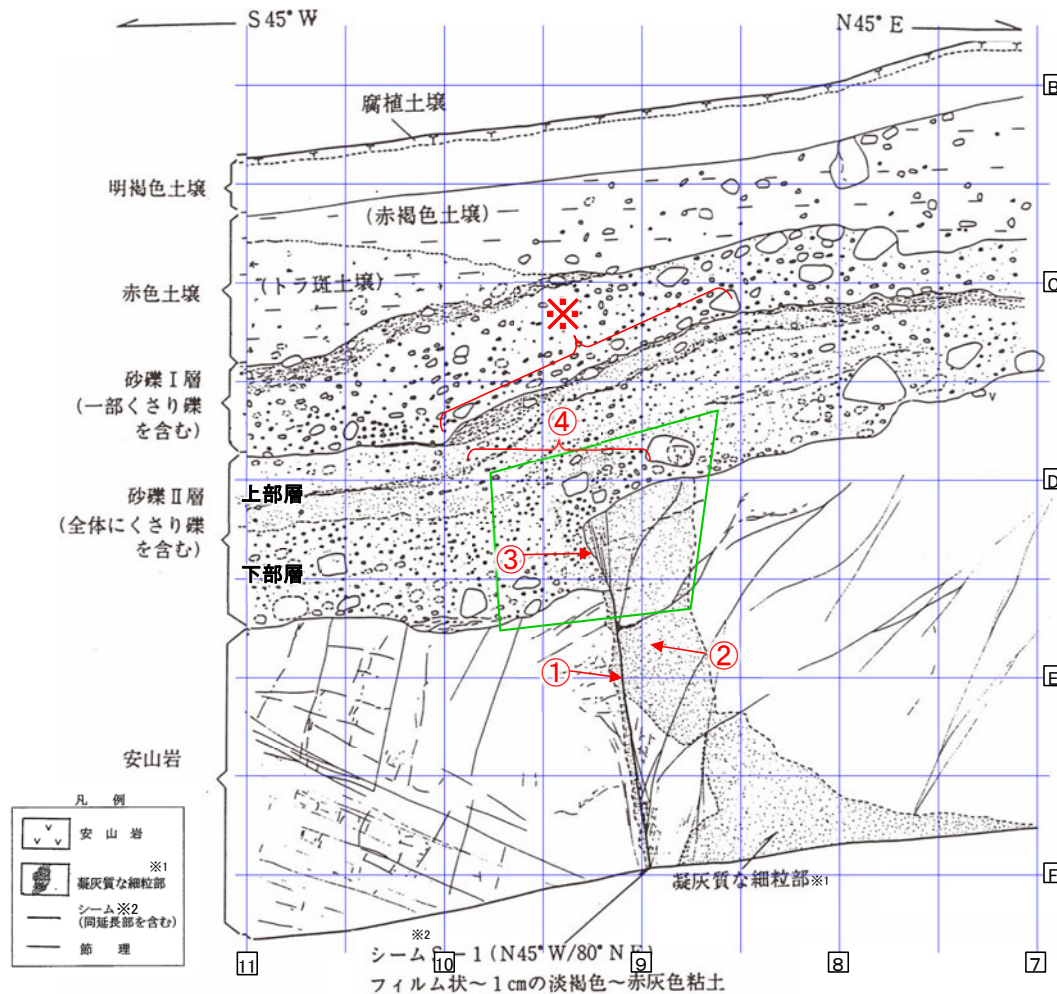 S 45° W
N 45° E
B
腐植土壌
明褐色土壌
(赤褐色土壌)
赤色土壌
(トラ斑土壌)
C
※
砂礫Ⅰ層
(一部くさり礫
を含む)
④
砂礫Ⅱ層
(全体にくさり礫
を含む)
上部層
D
下部層
③
②
①
E
安山岩
凡 例
安 山 岩
※1
凝灰質な細粒部
シーム※2
(同延長部を含む)
節 理
凝灰質な細粒部※1
※2
シームS-1 (N45°W/80°NE)
フィルム状~1cmの淡褐色~赤灰色粘土
11
10
9
8
7